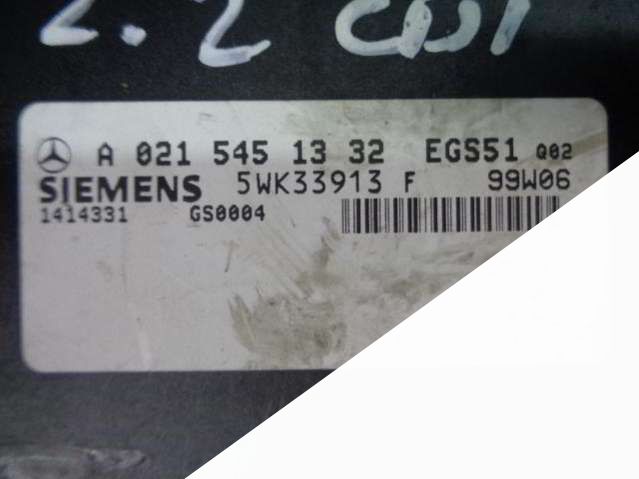 2.2 CDI
A 021 545 13 32 EGS51 Q02
SIEMENS 5WK33913 F 99W06
1414331 GS0004